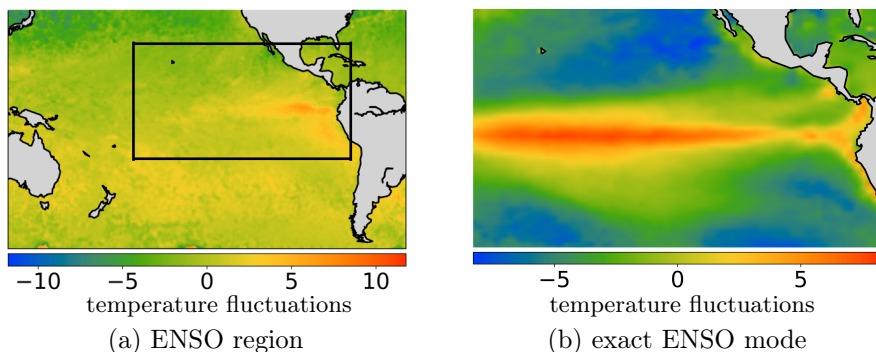 −10 −5 0 5 10
temperature fluctuations
(a) ENSO region
−5 0 5
temperature fluctuations
(b) exact ENSO mode